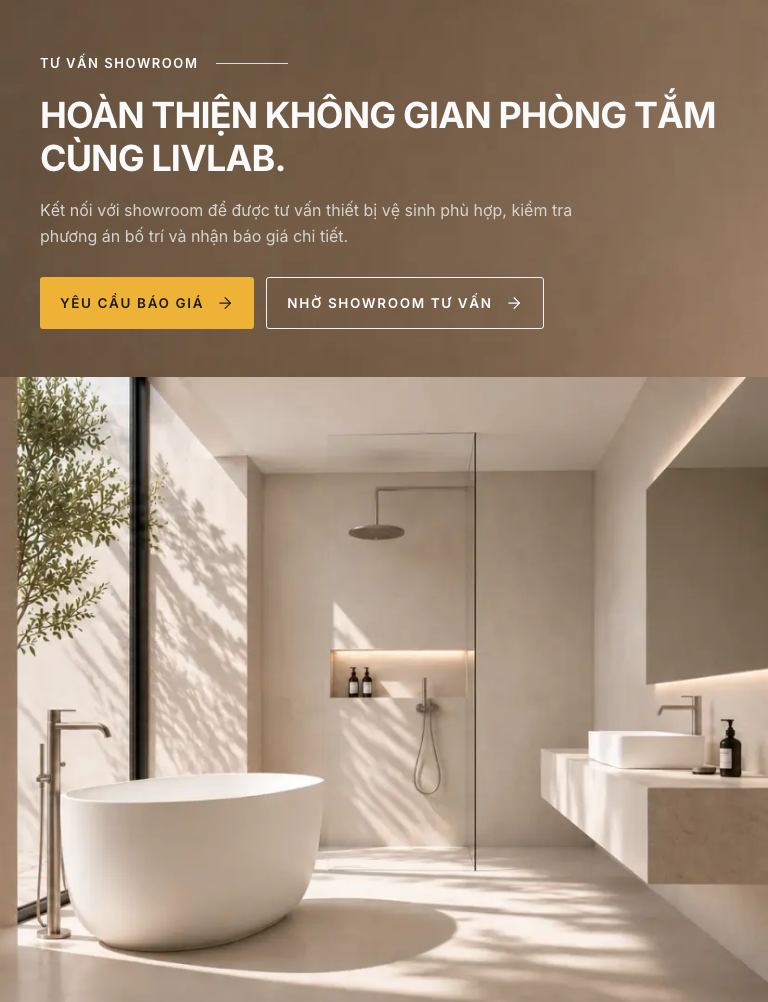 TƯ VẤN SHOWROOM
HOÀN THIỆN KHÔNG GIAN PHÒNG TẮM
CÙNG LIVLAB.
Kết nối với showroom để được tư vấn thiết bị vệ sinh phù hợp, kiểm tra
phương án bố trí và nhận báo giá chi tiết.
YÊU CẦU BÁO GIÁ →
NHỜ SHOWROOM TƯ VẤN →